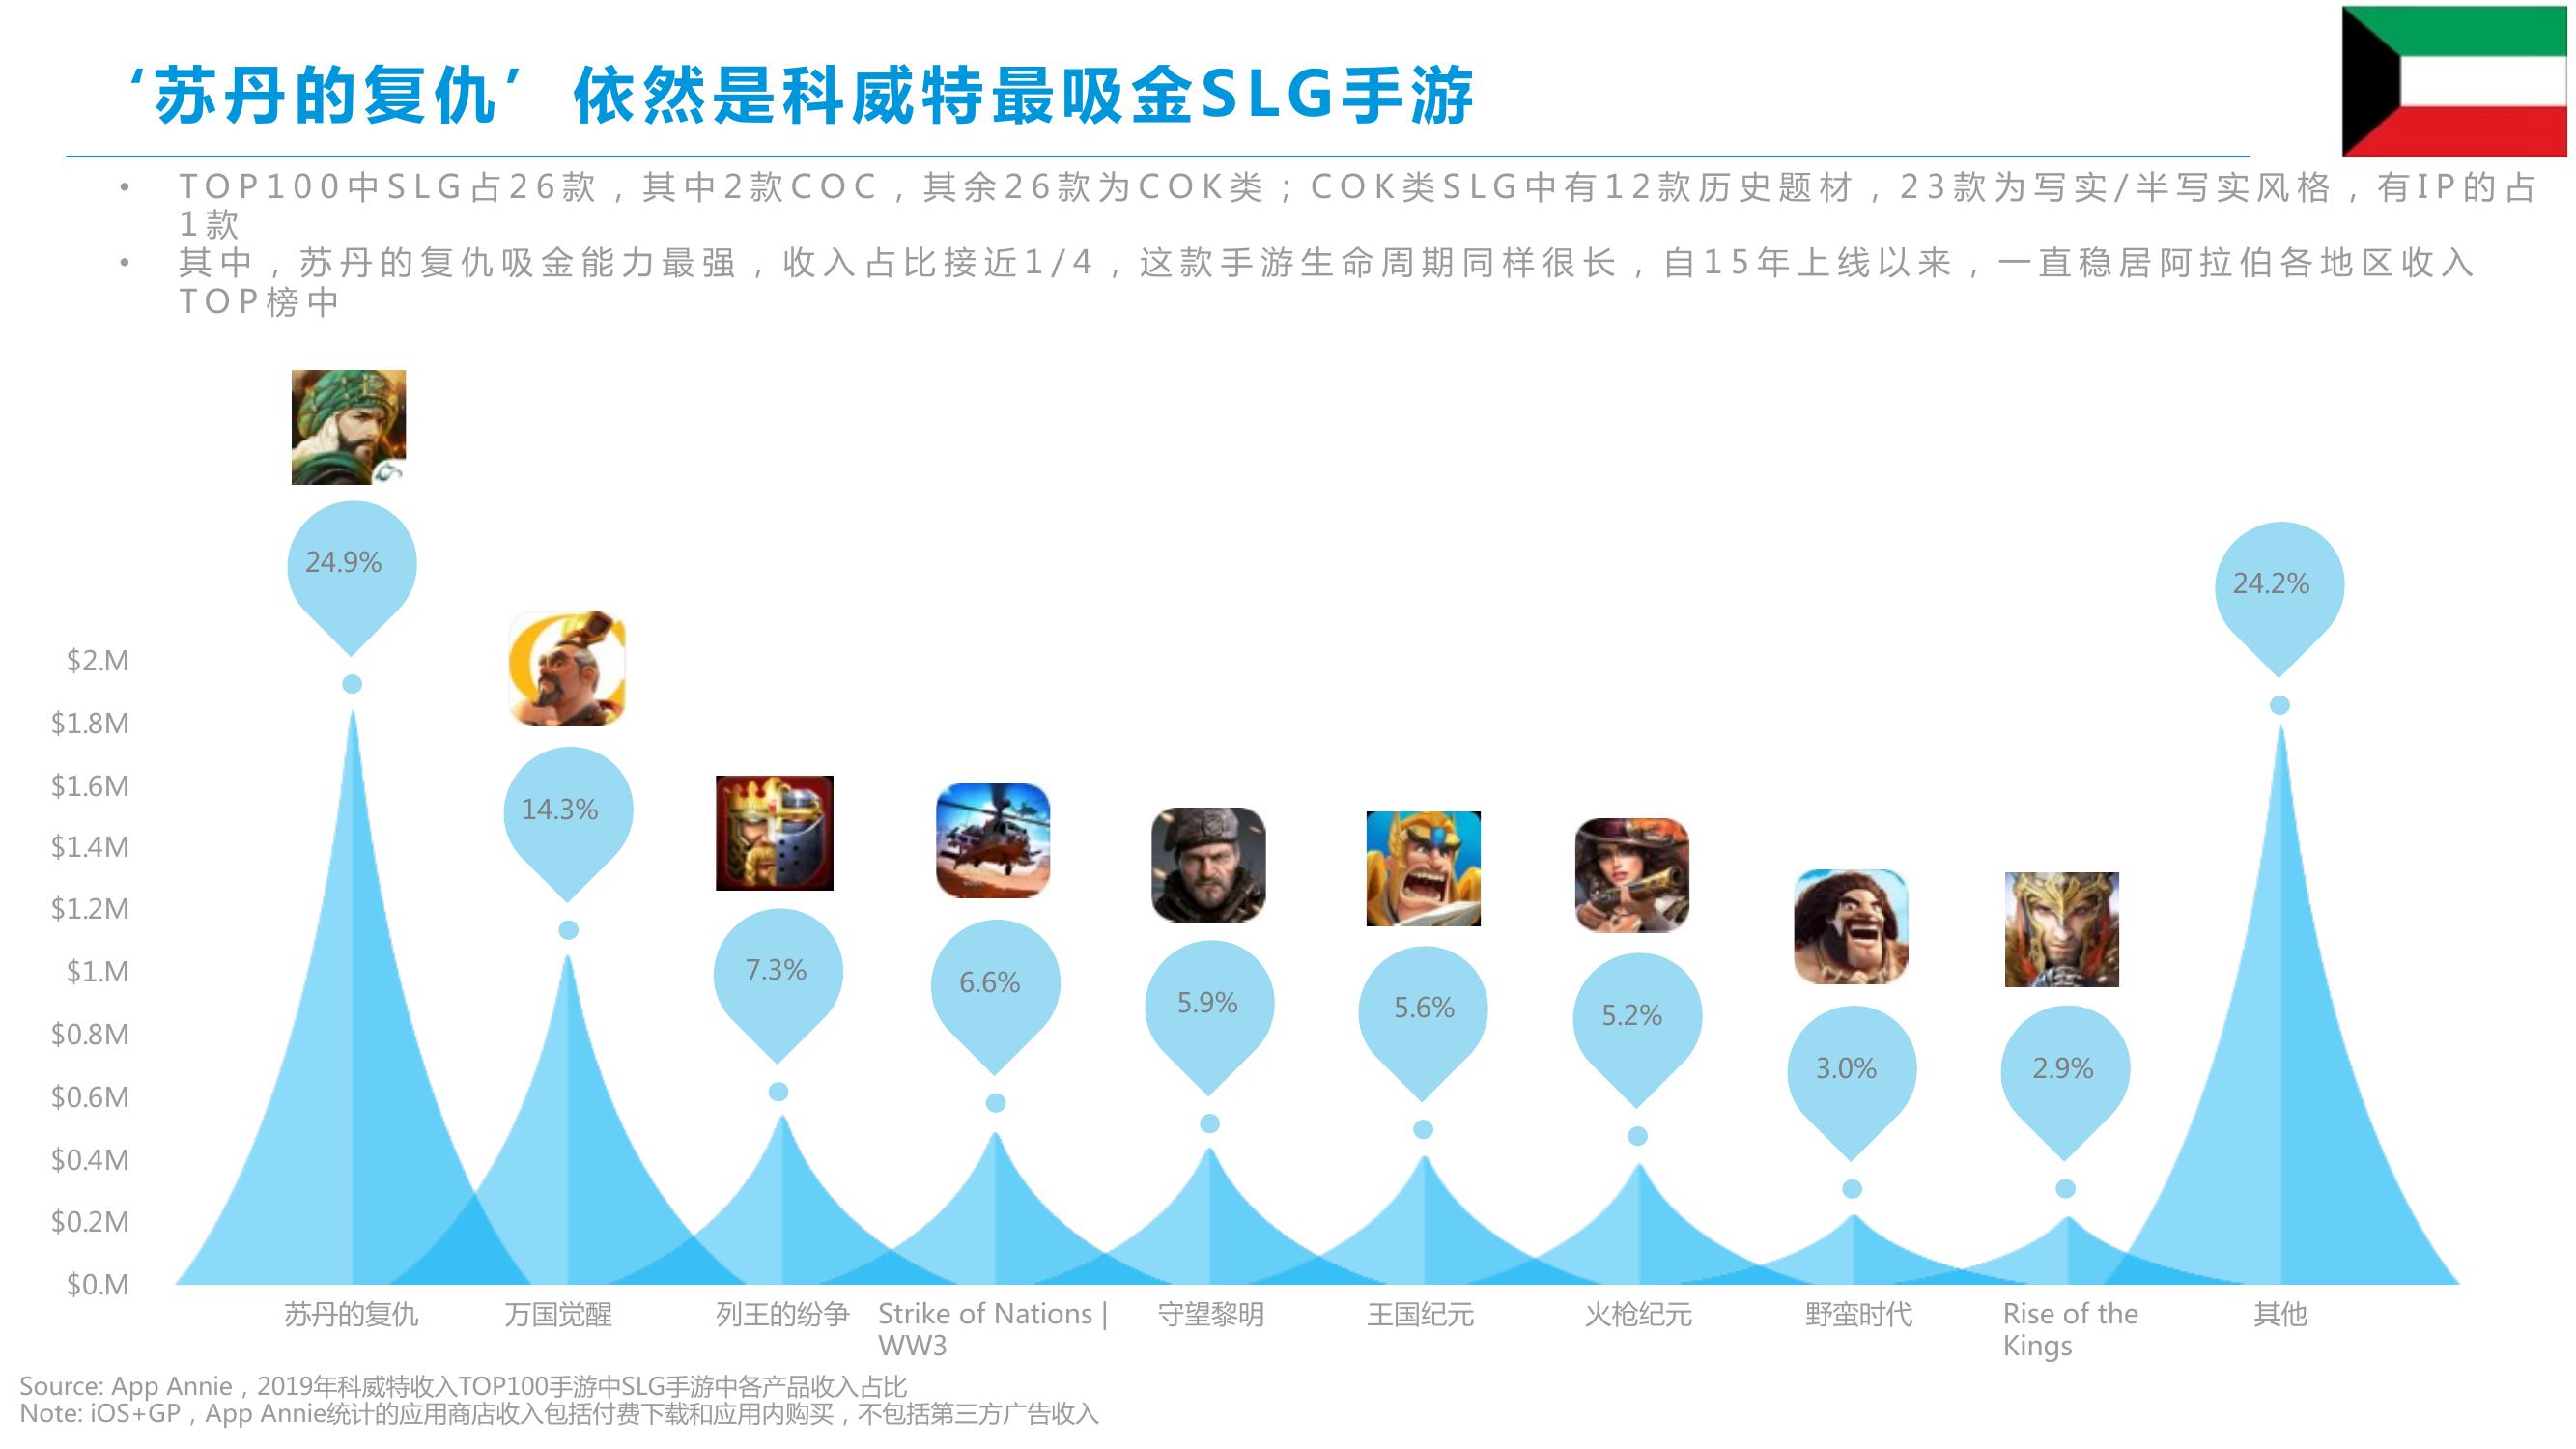 ‘苏丹的复仇’ 依然是科威特最吸金SLG手游
• TOP100中SLG占26款，其中2款COC，其余26款为COK类；COK类SLG中有12款历史题材，23款为写实/半写实风格，有IP的占
1款
• 其中，苏丹的复仇吸金能力最强，收入占比接近1/4，这款手游生命周期同样很长，自15年上线以来，一直稳居阿拉伯各地区收入
TOP榜中
24.9%
24.2%
14.3%
7.3%
6.6%
5.9%
5.6%
5.2%
3.0%
2.9%
$2.M
$1.8M
$1.6M
$1.4M
$1.2M
$1.M
$0.8M
$0.6M
$0.4M
$0.2M
$0.M
苏丹的复仇
万国觉醒
列王的纷争
Strike of Nations |
WW3
守望黎明
王国纪元
火枪纪元
野蛮时代
Rise of the
Kings
其他
Source: App Annie，2019年科威特收入TOP100手游中SLG手游中各产品收入占比
Note: iOS+GP，App Annie统计的应用商店收入包括付费下载和应用内购买，不包括第三方广告收入